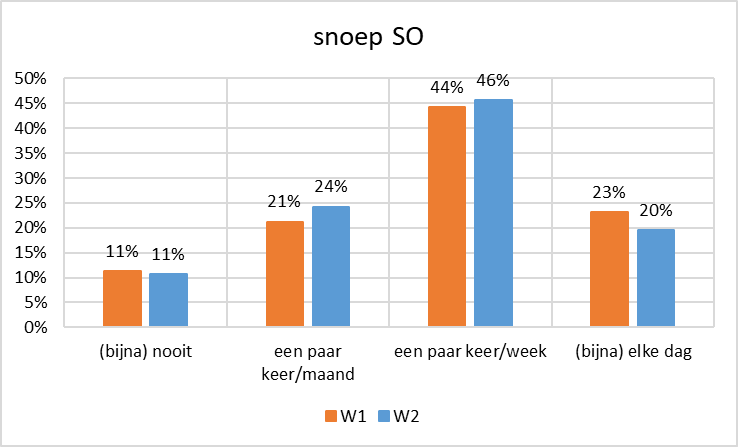 snoep SO
50%
45%
40%
35%
30%
25%
20%
15%
10%
5%
0%
11%
11%
21%
24%
44%
46%
23%
20%
(bijna) nooit
een paar
keer/maand
een paar keer/week
(bijna) elke dag
W1
W2